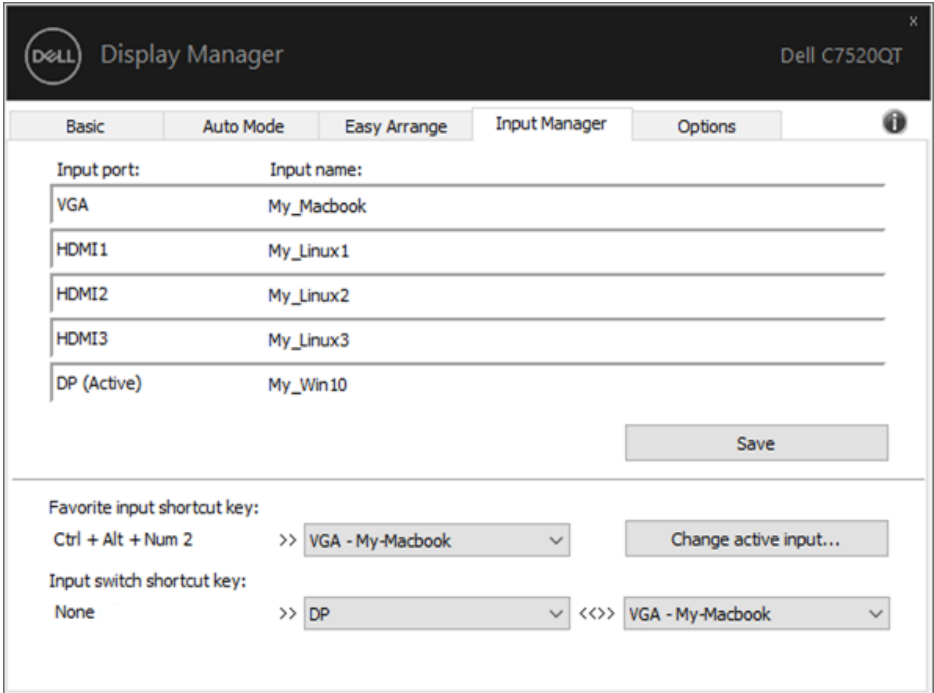 x
DELL Display Manager Dell C7520QT
Basic Auto Mode Easy Arrange Input Manager Options i
Input port: Input name:
VGA My_Macbook
HDMI1 My_Linux1
HDMI2 My_Linux2
HDMI3 My_Linux3
DP (Active) My_Win10
Save
Favorite input shortcut key:
Ctrl + Alt + Num 2 >> VGA - My-Macbook Change active input...
Input switch shortcut key:
None >> DP <<>> VGA - My-Macbook